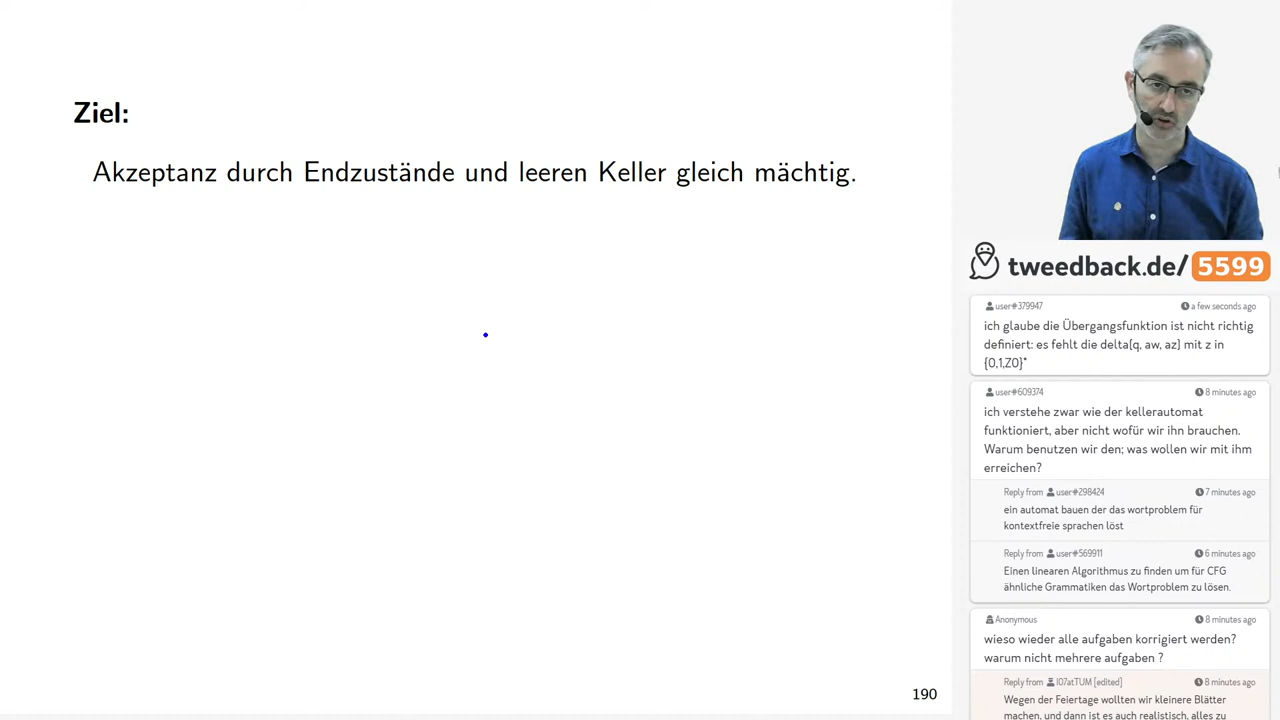 Ziel:
Akzeptanz durch Endzustände und leeren Keller gleich mächtig.
190
tweedback.de/ 5599
user#379947 a few seconds ago
ich glaube die Übergangsfunktion ist nicht richtig
definiert: es fehlt die delta[q, aw, az] mit z in
{0,1,Z0}*
user#609374 8 minutes ago
ich verstehe zwar wie der kellerautomat
funktioniert, aber nicht wofür wir ihn brauchen.
Warum benutzen wir den; was wollen wir mit ihm
erreichen?
Reply from user#298424 7 minutes ago
ein automat bauen der das wortproblem für
kontextfreie sprachen löst
Reply from user#569911 6 minutes ago
Einen linearen Algorithmus zu finden um für CFG
ähnliche Grammatiken das Wortproblem zu lösen.
Anonymous 8 minutes ago
wieso wieder alle aufgaben korrigiert werden?
warum nicht mehrere aufgaben ?
Reply from I07atTUM [edited] 8 minutes ago
Wegen der Feiertage wollten wir kleinere Blätter
machen, und dann ist es auch realistisch, alles zu